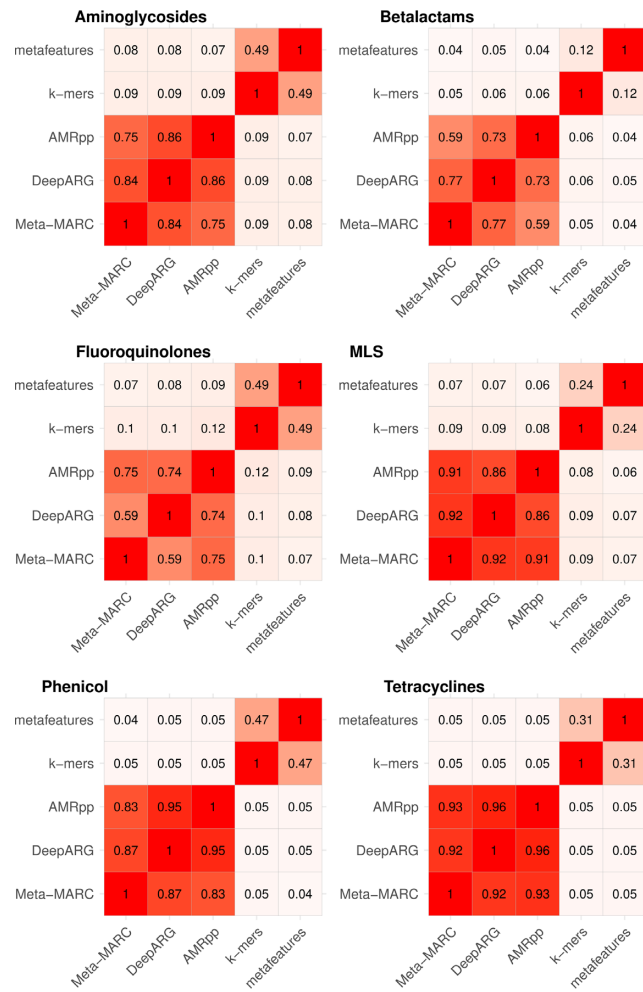 Aminoglycosides
metafeatures 0.08 0.08 0.07 0.49 1
k−mers 0.09 0.09 0.09 1 0.49
AMRpp 0.75 0.86 1 0.09 0.07
DeepARG 0.84 1 0.86 0.09 0.08
Meta−MARC 1 0.84 0.75 0.09 0.08
Meta−MARC DeepARG AMRpp k−mers metafeatures
Betalactams
metafeatures 0.04 0.05 0.04 0.12 1
k−mers 0.05 0.06 0.06 1 0.12
AMRpp 0.59 0.73 1 0.06 0.04
DeepARG 0.77 1 0.73 0.06 0.05
Meta−MARC 1 0.77 0.59 0.05 0.04
Meta−MARC DeepARG AMRpp k−mers metafeatures
Fluoroquinolones
metafeatures 0.07 0.08 0.09 0.49 1
k−mers 0.1 0.1 0.12 1 0.49
AMRpp 0.75 0.74 1 0.12 0.09
DeepARG 0.59 1 0.74 0.1 0.08
Meta−MARC 1 0.59 0.75 0.1 0.07
Meta−MARC DeepARG AMRpp k−mers metafeatures
MLS
metafeatures 0.07 0.07 0.06 0.24 1
k−mers 0.09 0.09 0.08 1 0.24
AMRpp 0.91 0.86 1 0.08 0.06
DeepARG 0.92 1 0.86 0.09 0.07
Meta−MARC 1 0.92 0.91 0.09 0.07
Meta−MARC DeepARG AMRpp k−mers metafeatures
Phenicol
metafeatures 0.04 0.05 0.05 0.47 1
k−mers 0.05 0.05 0.05 1 0.47
AMRpp 0.83 0.95 1 0.05 0.05
DeepARG 0.87 1 0.95 0.05 0.05
Meta−MARC 1 0.87 0.83 0.05 0.04
Meta−MARC DeepARG AMRpp k−mers metafeatures
Tetracyclines
metafeatures 0.05 0.05 0.05 0.31 1
k−mers 0.05 0.05 0.05 1 0.31
AMRpp 0.93 0.96 1 0.05 0.05
DeepARG 0.92 1 0.96 0.05 0.05
Meta−MARC 1 0.92 0.93 0.05 0.05
Meta−MARC DeepARG AMRpp k−mers metafeatures